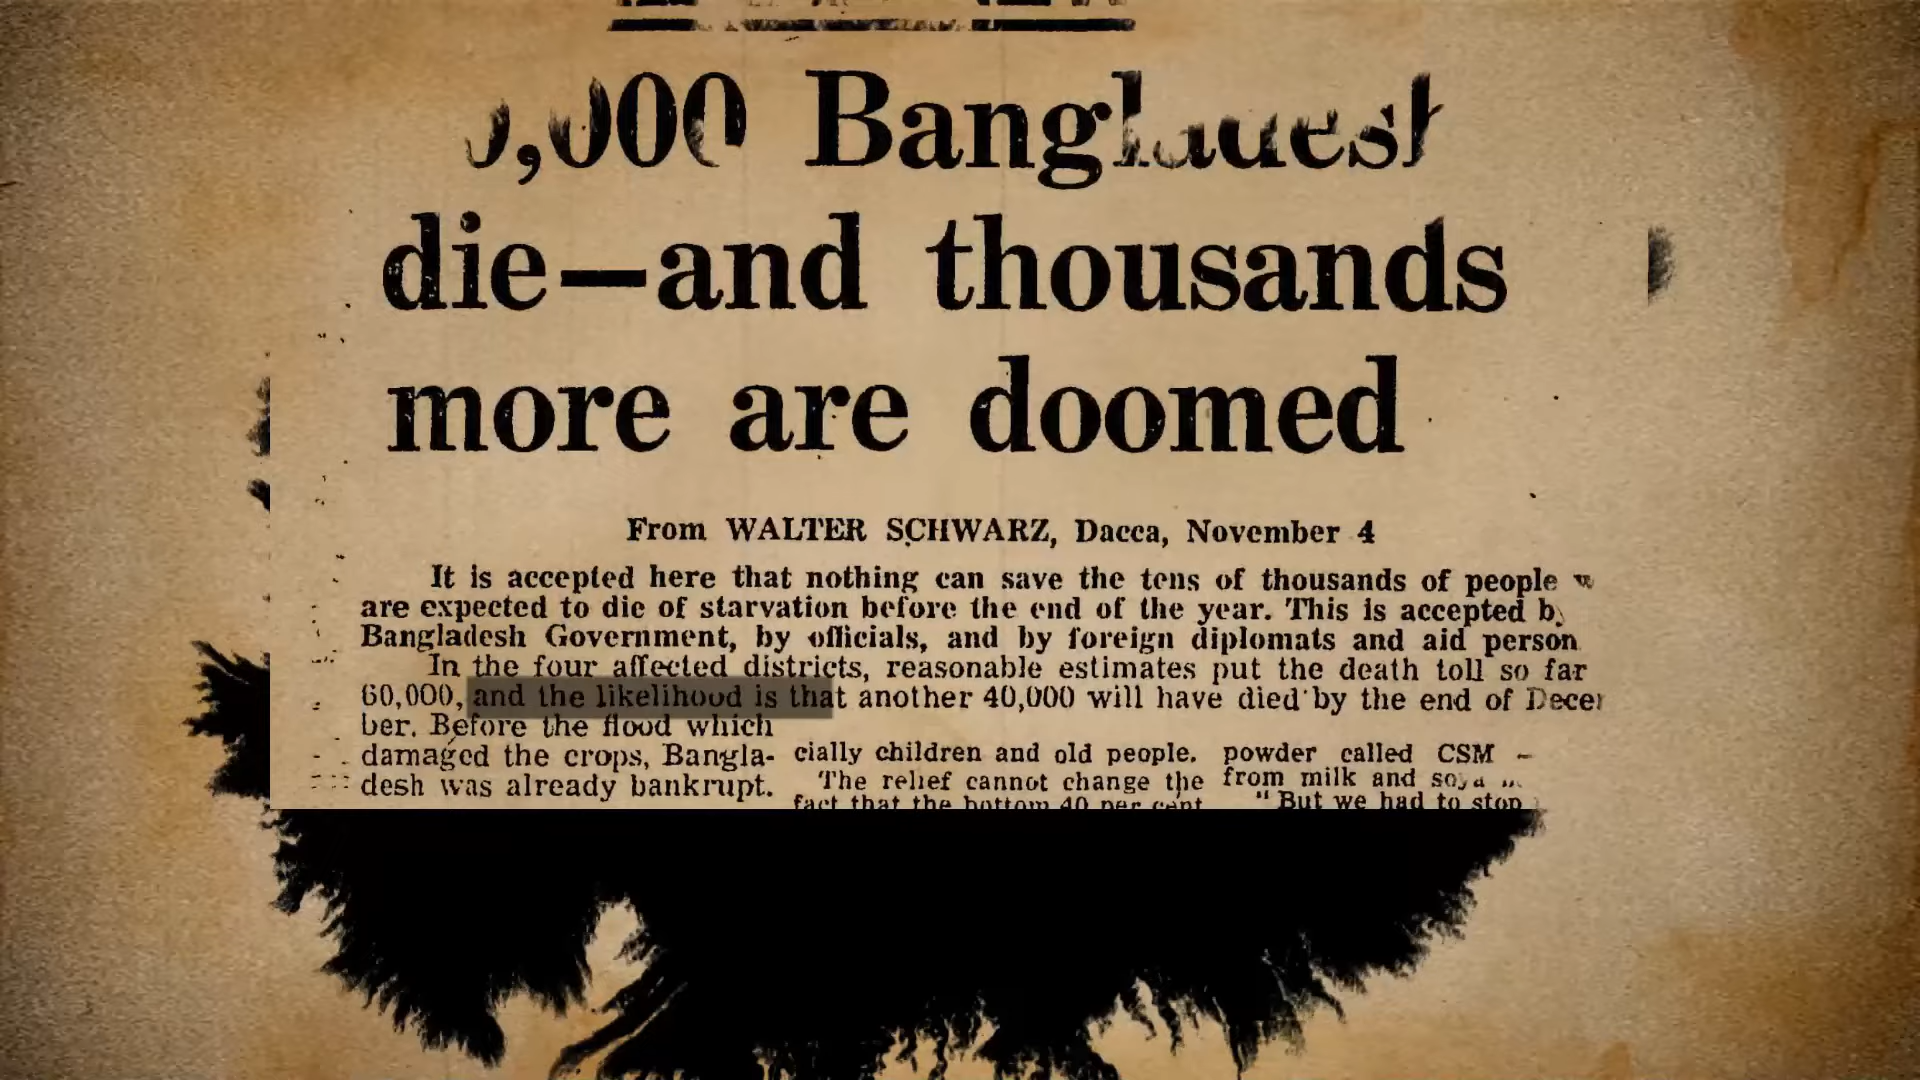 0,000 Bangladesh
die—and thousands
more are doomed
From WALTER SCHWARZ, Dacca, November 4
It is accepted here that nothing can save the tens of thousands of people
are expected to die of starvation before the end of the year. This is accepted
Bangladesh Government, by officials, and by foreign diplomats and aid person
In the four affected districts, reasonable estimates put the death toll so far
60,000, and the likelihood is that another 40,000 will have died by the end of Decem
ber. Before the flood which
damaged the crops, Bangla-
desh was already bankrupt.
cially children and old people.
The relief cannot change the
fact that the bottom 40 per cent
powder called CSM —
from milk and soya
"But we had to stop